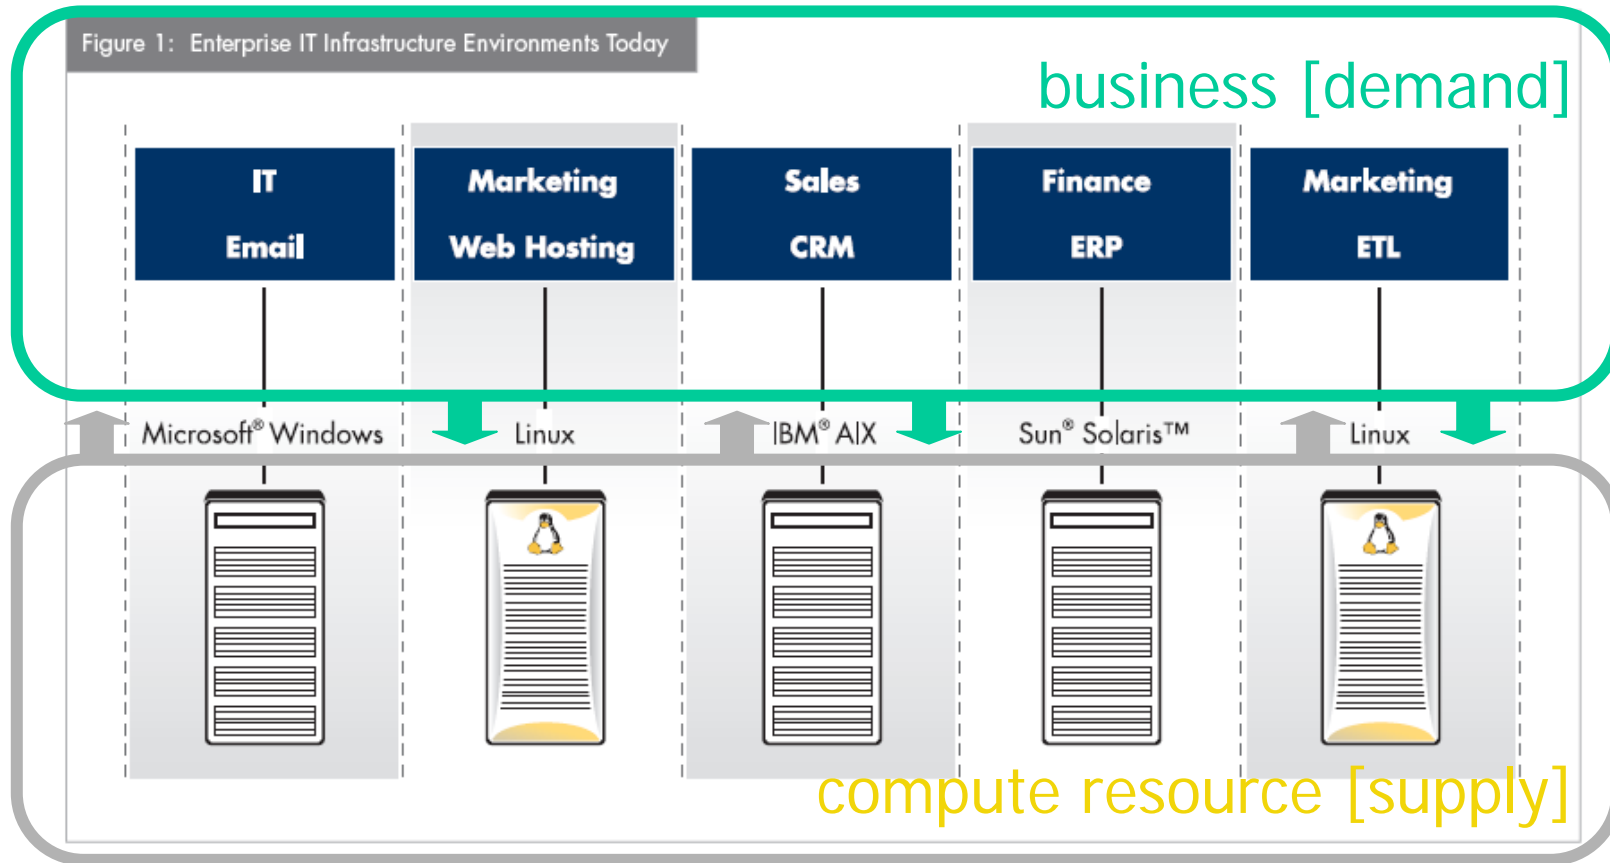 Figure 1: Enterprise IT Infrastructure Environments Today
business [demand]
IT
Email
Marketing
Web Hosting
Sales
CRM
Finance
ERP
Marketing
ETL
Microsoft® Windows
Linux
IBM® AIX
Sun® Solaris™
Linux
compute resource [supply]